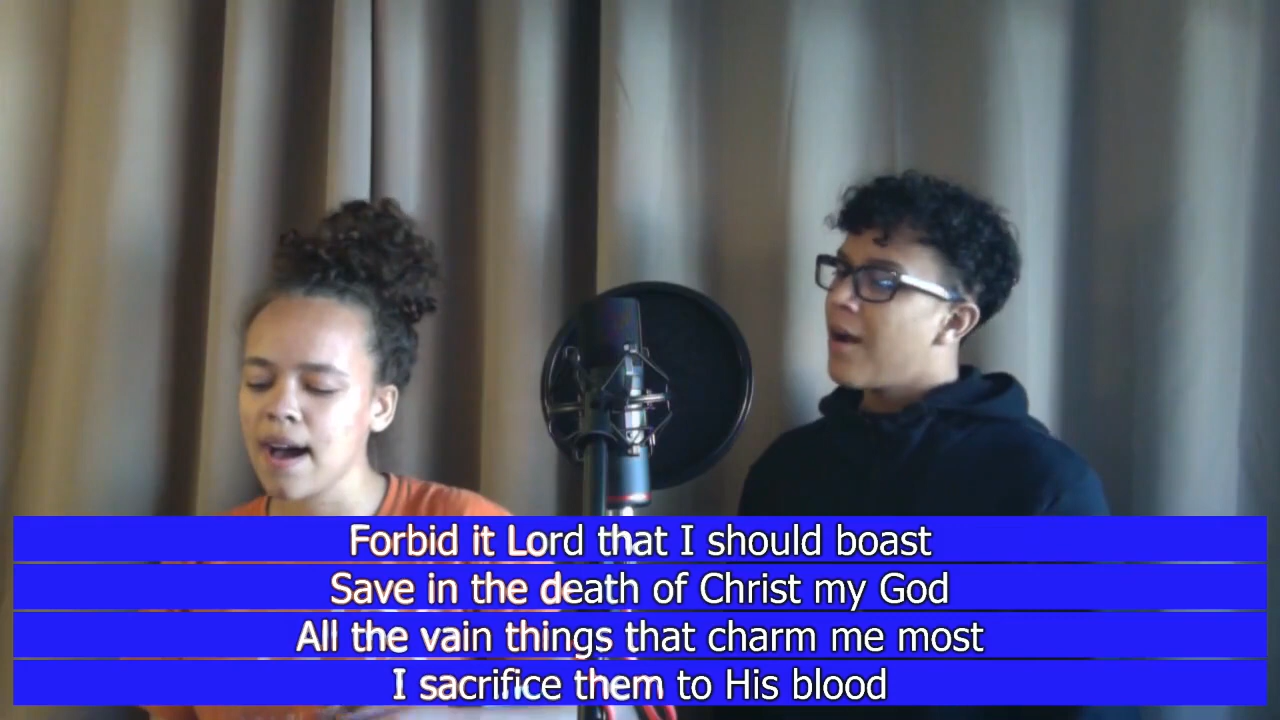 Forbid it Lord that I should boast
Save in the death of Christ my God
All the vain things that charm me most
I sacrifice them to His blood